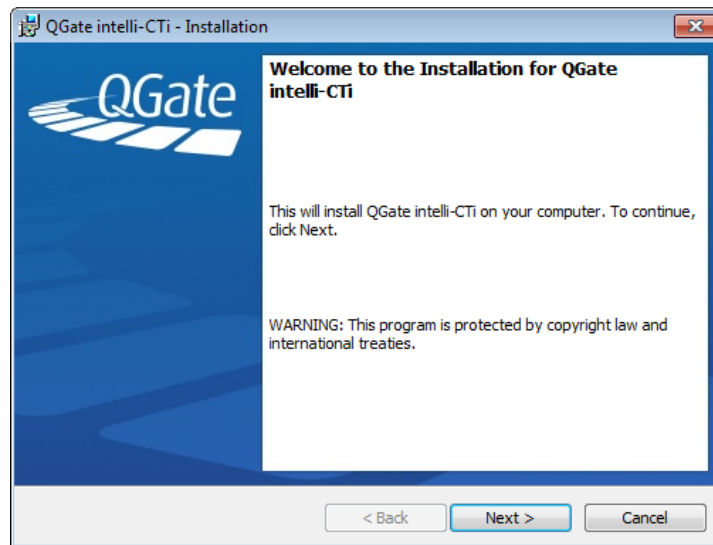 QGate intelli-CTi - Installation
QGate
Welcome to the Installation for QGate
intelli-CTi
This will install QGate intelli-CTi on your computer. To continue,
click Next.
WARNING: This program is protected by copyright law and
international treaties.
< Back
Next >
Cancel